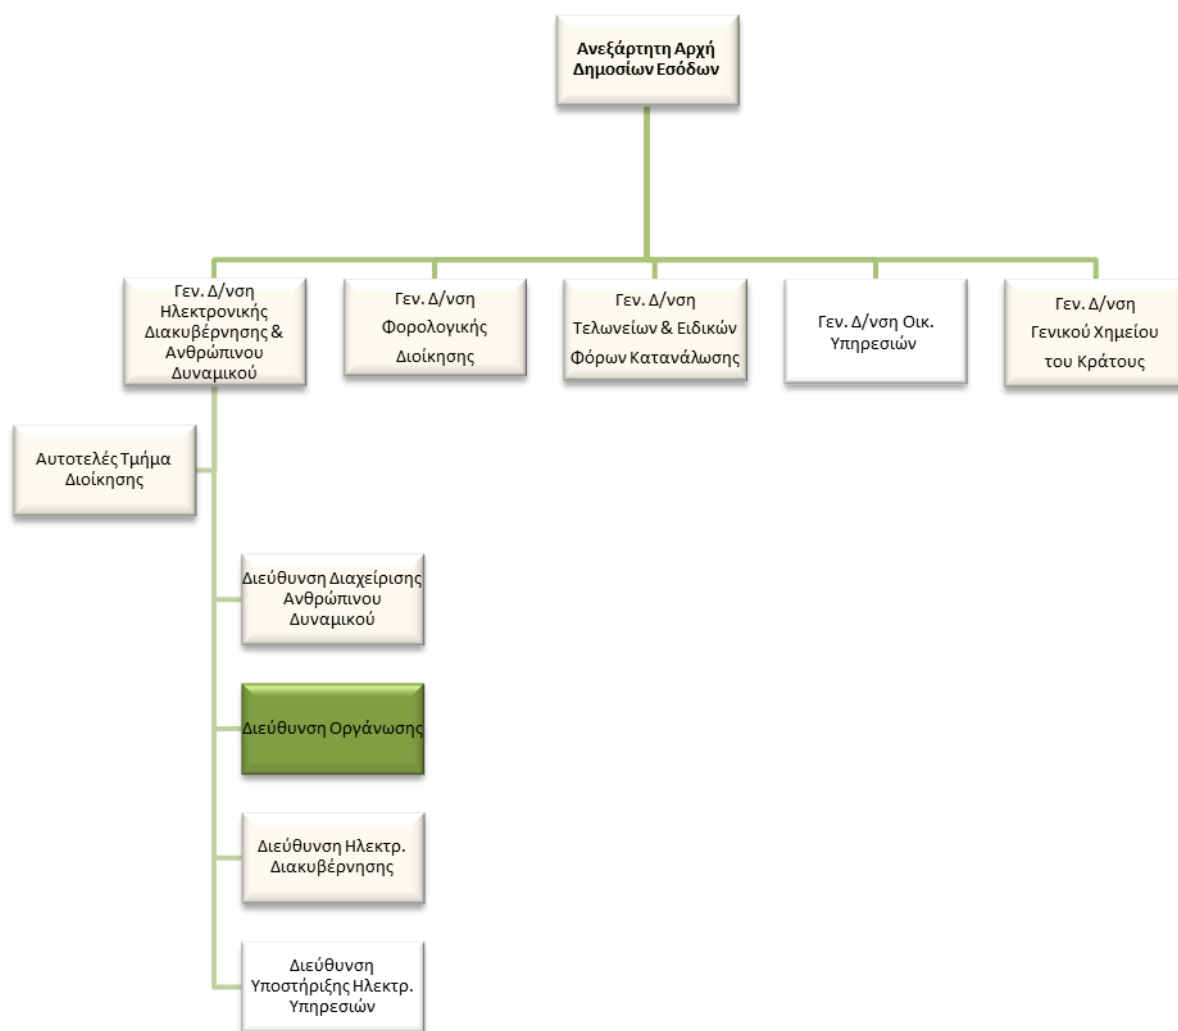 Ανεξάρτητη Αρχή
Δημοσίων Εσόδων
Γεν. Δ/νση
Ηλεκτρονικής
Διακυβέρνησης &
Ανθρώπινου
Δυναμικού
Γεν. Δ/νση
Φορολογικής
Διοίκησης
Γεν. Δ/νση
Τελωνείων & Ειδικών
Φόρων Κατανάλωσης
Γεν. Δ/νση Οικ.
Υπηρεσιών
Γεν. Δ/νση
Γενικού Χημείου
του Κράτους
Αυτοτελές Τμήμα
Διοίκησης
Διεύθυνση Διαχείρισης
Ανθρώπινου
Δυναμικού
Διεύθυνση Οργάνωσης
Διεύθυνση Ηλεκτρ.
Διακυβέρνησης
Διεύθυνση
Υποστήριξης Ηλεκτρ.
Υπηρεσιών